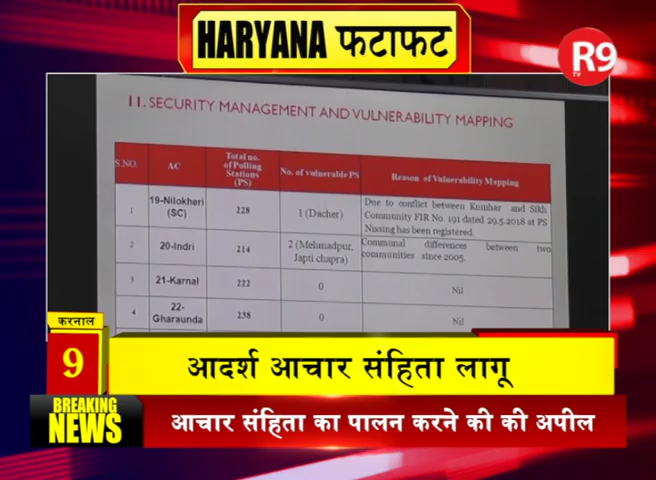 HARYANA फटाफट
R9
TV
11. SECURITY MANAGEMENT AND VULNERABILITY MAPPING
S.NO.
AC
Total no.
of Polling
Stations
(PS)
No. of vulnerable PS
Reason of Vulnerability Mapping
1
19-Nilokheri
(SC)
228
1 (Dacher)
Due to conflict between Kumhar and Sikh
Community FIR No. 191 dated 29.5.2018 at PS
Nissing has been registered.
2
20-Indri
214
2 (Mehmadpur,
Japti chapra)
Communal differences between two
communities since 2005.
3
21-Karnal
222
0
Nil
4
22-
Gharaunda
238
0
Nil
करनाल
9
आदर्श आचार संहिता लागू
BREAKING
NEWS
आचार संहिता का पालन करने की की अपील